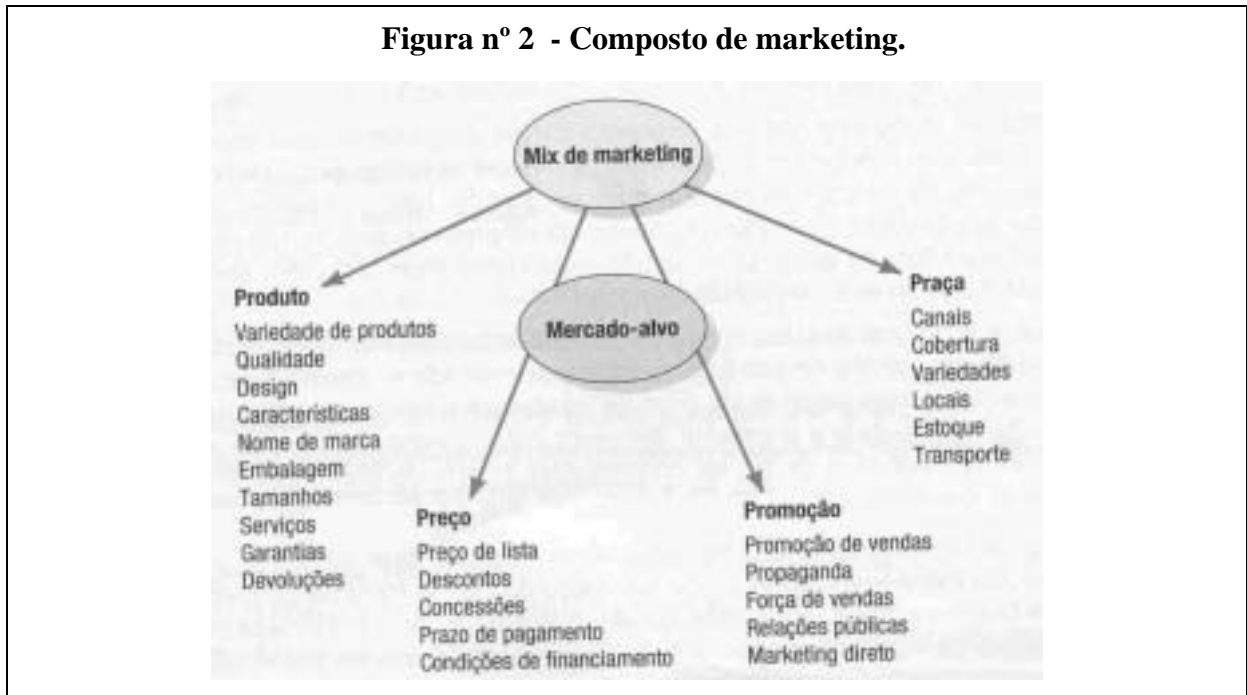 Figura nº 2 - Composto de marketing.
Mix de marketing
Mercado-alvo
Produto
Variedade de produtos
Qualidade
Design
Características
Nome de marca
Embalagem
Tamanhos
Serviços
Garantias
Devoluções
Preço
Preço de lista
Descontos
Concessões
Prazo de pagamento
Condições de financiamento
Promoção
Promoção de vendas
Propaganda
Força de vendas
Relações públicas
Marketing direto
Praça
Canais
Cobertura
Variedades
Locais
Estoque
Transporte